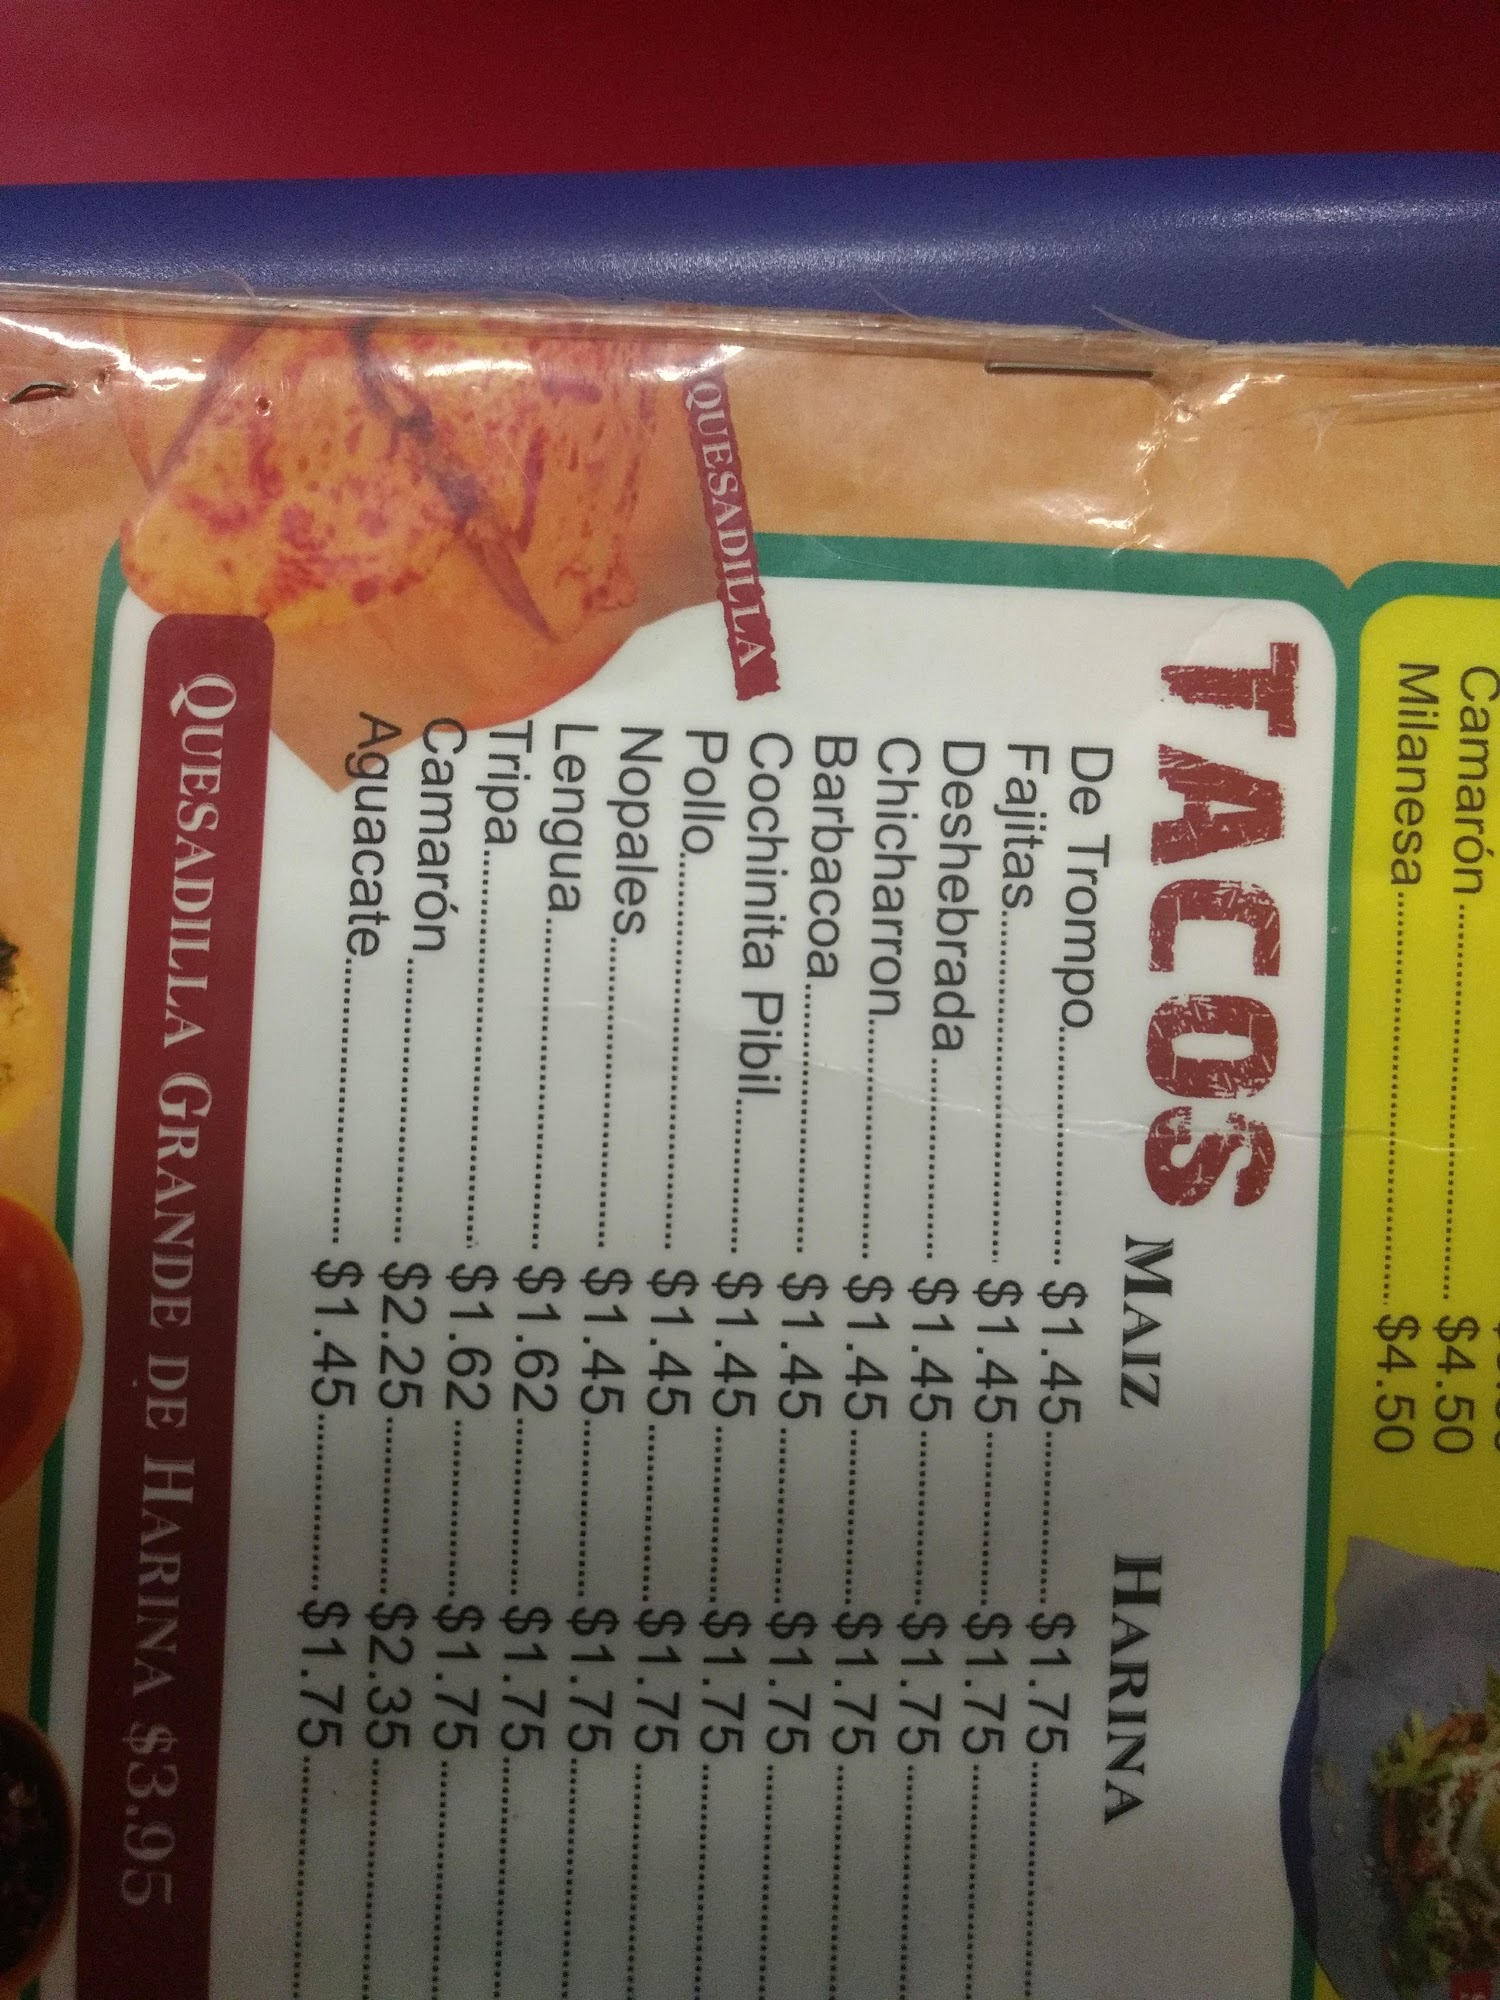 Camarón ........ $4.50
Milanesa ........ $4.50
TACOS MAIZ HARINA
De Trompo ........ $1.45 ........ $1.75 ........
Fajitas ........ $1.45 ........ $1.75 ........
Deshebrada ........ $1.45 ........ $1.75 ........
Chicharron ........ $1.45 ........ $1.75 ........
Barbacoa ........ $1.45 ........ $1.75 ........
Cochinita Pibil ........ $1.45 ........ $1.75 ........
Pollo ........ $1.45 ........ $1.75 ........
Nopales ........ $1.45 ........ $1.75 ........
Lengua ........ $1.62 ........ $1.75 ........
Tripa ........ $1.62 ........ $1.75 ........
Camarón ........ $2.25 ........ $2.35 ........
Aguacate ........ $1.45 ........ $1.75 ........
QUESADILLA
QUESADILLA GRANDE DE HARINA $3.95